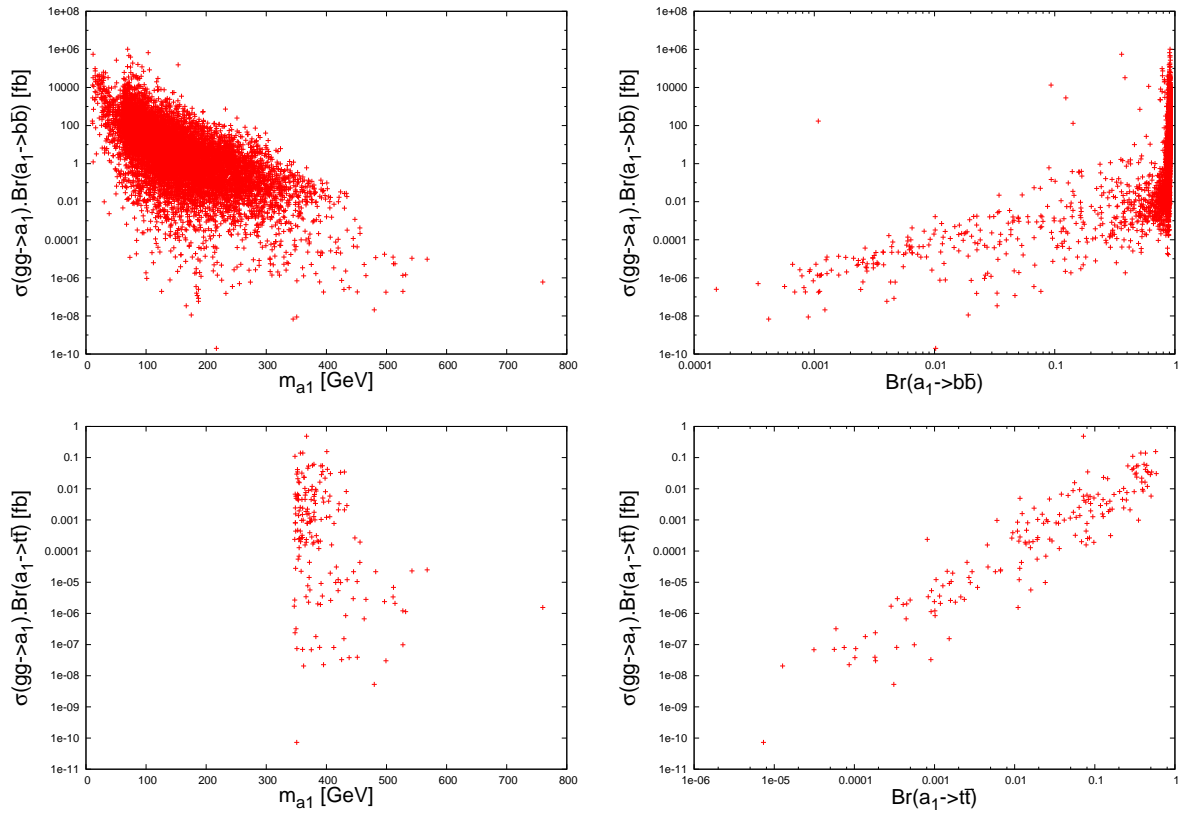 σ(gg->a₁).Br(a₁->bb̄) [fb]
1e+08
1e+06
10000
100
1
0.01
0.0001
1e-06
1e-08
1e-10
0 100 200 300 400 500 600 700 800
m_a1 [GeV]
σ(gg->a₁).Br(a₁->bb̄) [fb]
1e+08
1e+06
10000
100
1
0.01
0.0001
1e-06
1e-08
1e-10
0.0001 0.001 0.01 0.1 1
Br(a₁->bb̄)
σ(gg->a₁).Br(a₁->tt̄) [fb]
1
0.1
0.01
0.001
0.0001
1e-05
1e-06
1e-07
1e-08
1e-09
1e-10
1e-11
0 100 200 300 400 500 600 700 800
m_a1 [GeV]
σ(gg->a₁).Br(a₁->tt̄) [fb]
1
0.1
0.01
0.001
0.0001
1e-05
1e-06
1e-07
1e-08
1e-09
1e-10
1e-11
1e-06 1e-05 0.0001 0.001 0.01 0.1 1
Br(a₁->tt̄)